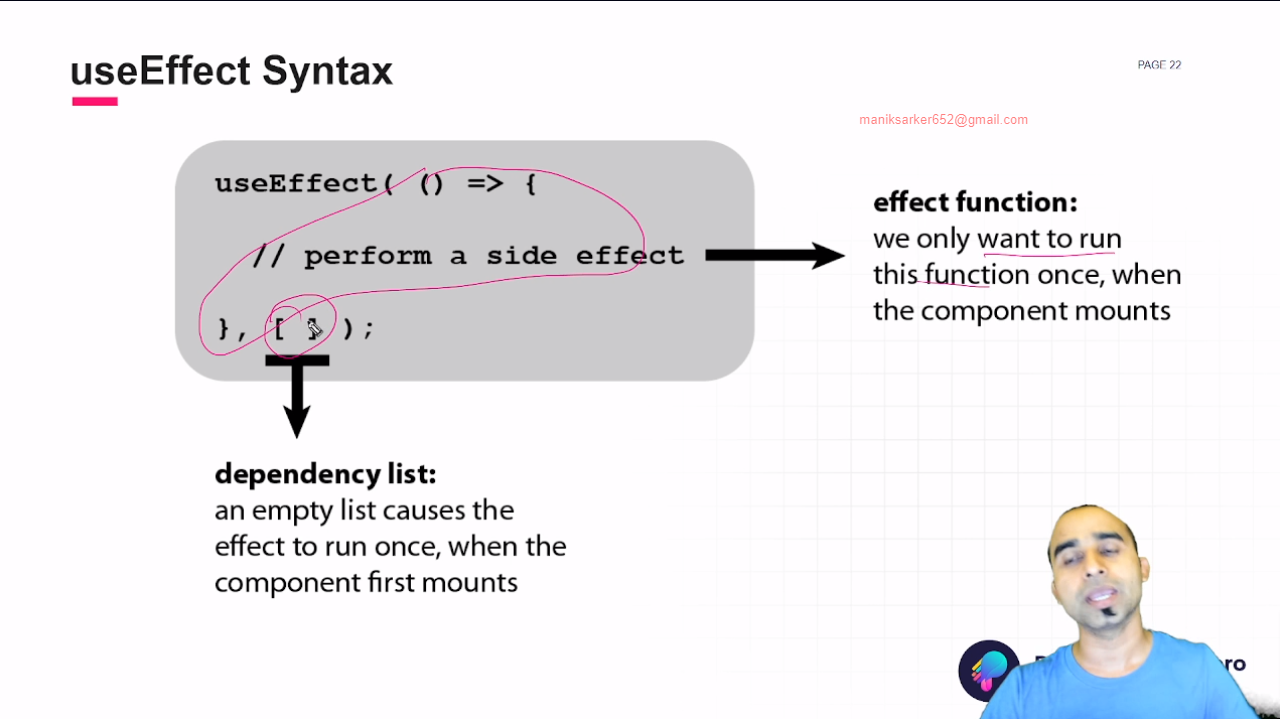 useEffect Syntax
PAGE 22
maniksarker652@gmail.com
useEffect( () => {
// perform a side effect
}, [ ] );
effect function:
we only want to run
this function once, when
the component mounts
dependency list:
an empty list causes the
effect to run once, when the
component first mounts